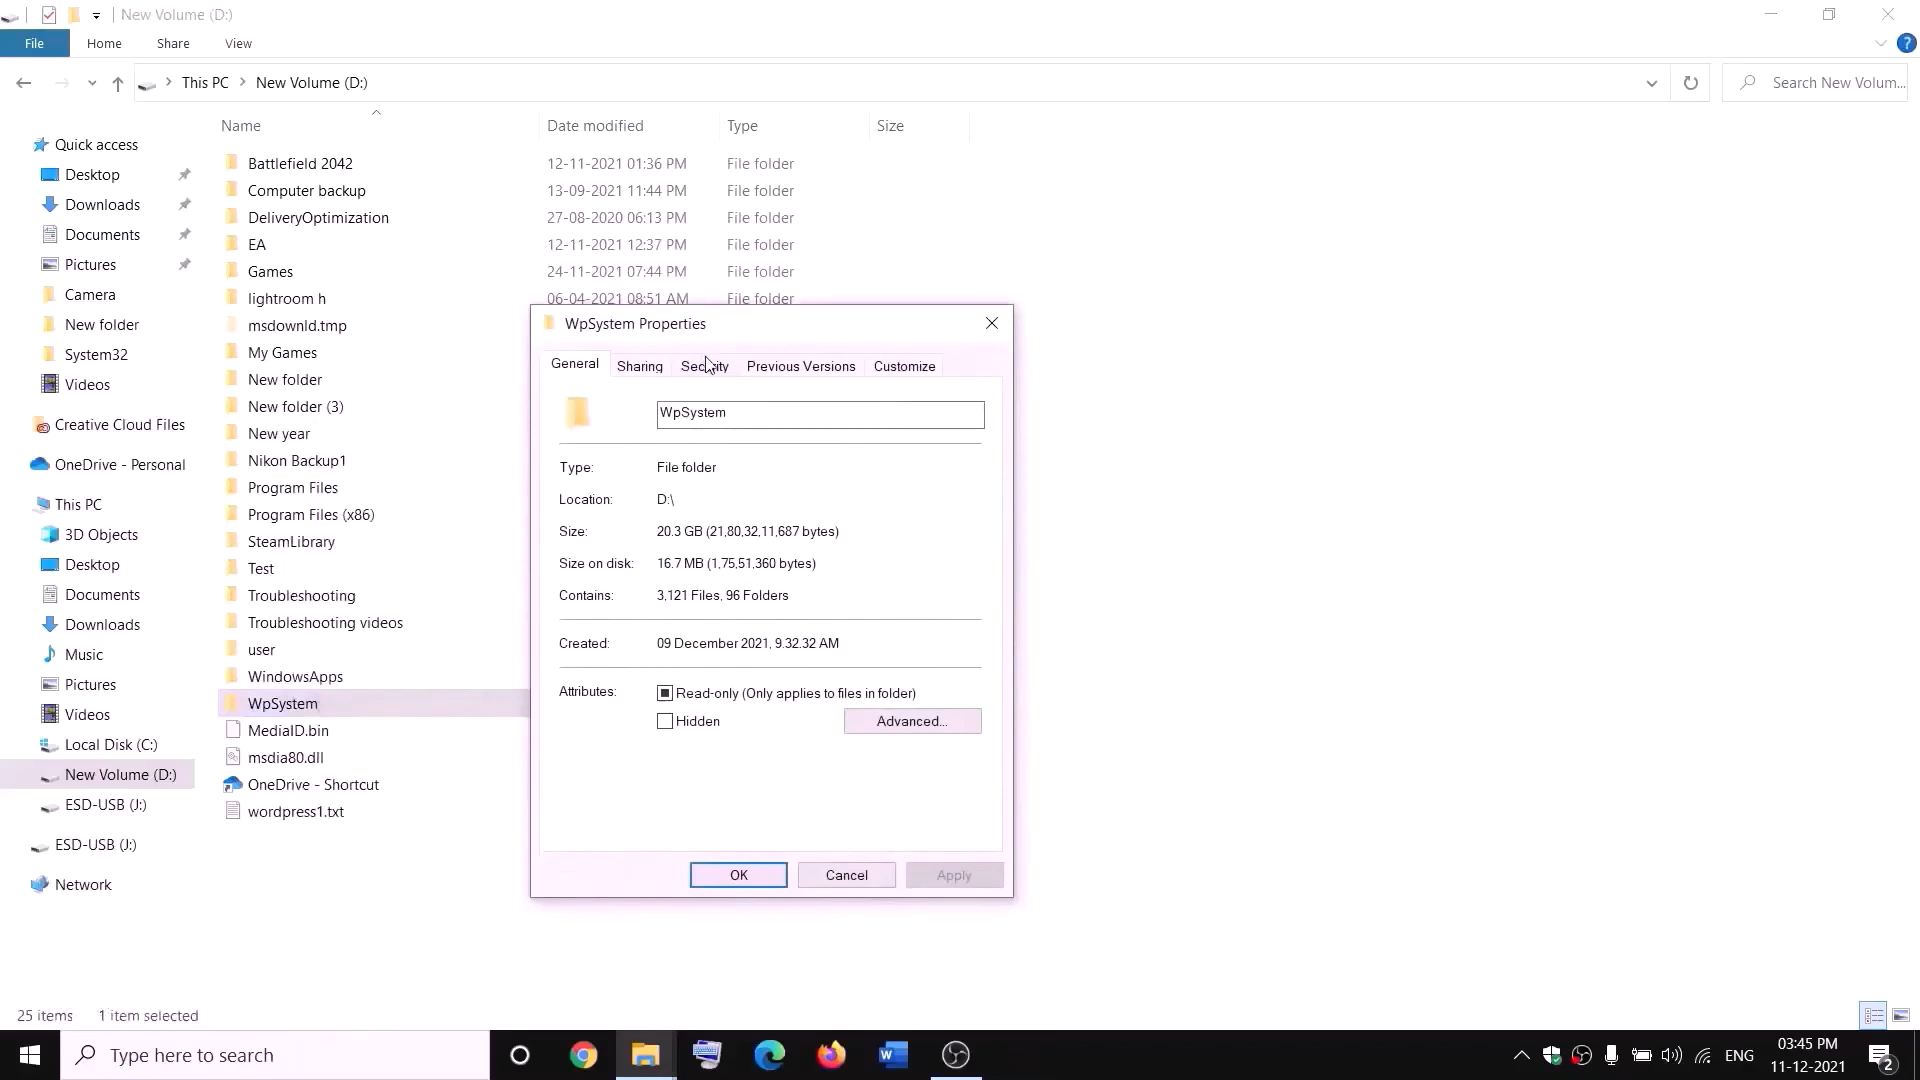 New Volume (D:)
File Home Share View
This PC New Volume (D:) Search New Volum...
Name Date modified Type Size
Quick access
Desktop
Downloads
Documents
Pictures
Camera
New folder
System32
Videos
Creative Cloud Files
OneDrive - Personal
This PC
3D Objects
Desktop
Documents
Downloads
Music
Pictures
Videos
Local Disk (C:)
New Volume (D:)
ESD-USB (J:)
ESD-USB (J:)
Network
Battlefield 2042 12-11-2021 01:36 PM File folder
Computer backup 13-09-2021 11:44 PM File folder
DeliveryOptimization 27-08-2020 06:13 PM File folder
EA 12-11-2021 12:37 PM File folder
Games 24-11-2021 07:44 PM File folder
lightroom h 06-04-2021 08:51 AM File folder
msdownld.tmp
My Games
New folder
New folder (3)
New year
Nikon Backup1
Program Files
Program Files (x86)
SteamLibrary
Test
Troubleshooting
Troubleshooting videos
user
WindowsApps
WpSystem
MediaID.bin
msdia80.dll
OneDrive - Shortcut
wordpress1.txt
WpSystem Properties
General Sharing Security Previous Versions Customize
WpSystem
Type: File folder
Location: D:\
Size: 20.3 GB (21,80,32,11,687 bytes)
Size on disk: 16.7 MB (1,75,51,360 bytes)
Contains: 3,121 Files, 96 Folders
Created: 09 December 2021, 9.32.32 AM
Attributes: Read-only (Only applies to files in folder)
Hidden Advanced...
OK Cancel Apply
25 items 1 item selected
Type here to search
ENG 03:45 PM
11-12-2021
2